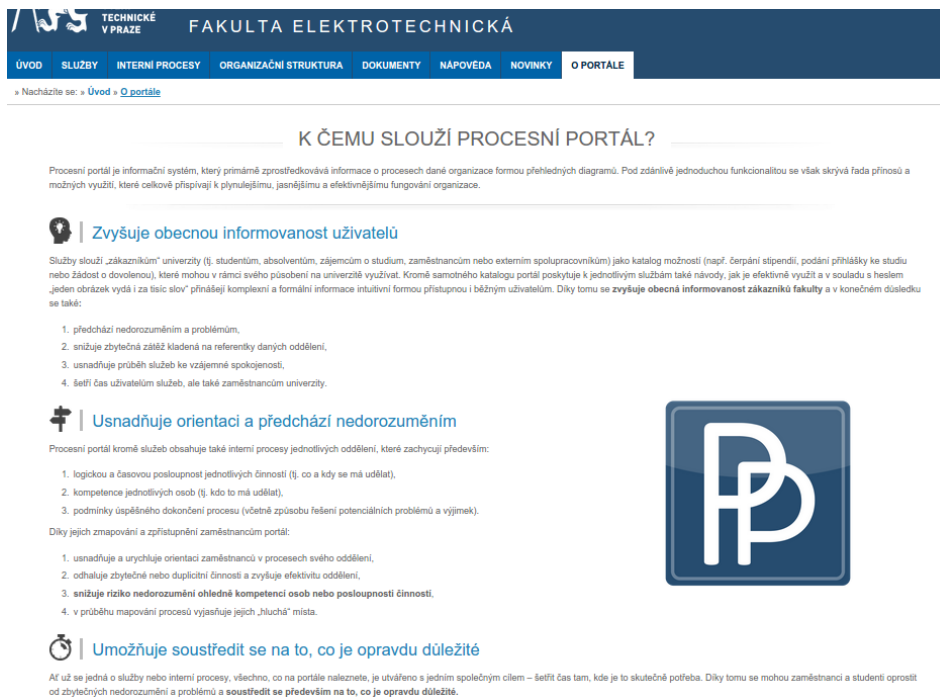 TECHNICKÉ
V PRAZE
FAKULTA ELEKTROTECHNICKÁ
ÚVOD SLUŽBY INTERNÍ PROCESY ORGANIZAČNÍ STRUKTURA DOKUMENTY NÁPOVĚDA NOVINKY O PORTÁLE
» Nacházíte se: » Úvod » O portále
K ČEMU SLOUŽÍ PROCESNÍ PORTÁL?
Procesní portál je informační systém, který primárně zprostředkovává informace o procesech dané organizace formou přehledných diagramů. Pod zdánlivě jednoduchou funkcionalitou se však skrývá řada přínosů a
možných využití, které celkově přispívají k plynulejšímu, jasnějšímu a efektivnějšímu fungování organizace.
Zvyšuje obecnou informovanost uživatelů
Služby slouží „zákazníkům“ univerzity (tj. studentům, absolventům, zájemcům o studium, zaměstnancům nebo externím spolupracovníkům) jako katalog možností (např. čerpání stipendií, podání přihlášky ke studiu
nebo žádost o dovolenou), které mohou v rámci svého působení na univerzitě využívat. Kromě samotného katalogu portál poskytuje k jednotlivým službám také návody, jak je efektivně využít a v souladu s heslem
„jeden obrázek vydá i za tisíc slov“ přinášejí komplexní a formální informace intuitivní formou přístupnou i běžným uživatelům. Díky tomu se zvyšuje obecná informovanost zákazníků fakulty a v konečném důsledku
se také:
1. předchází nedorozuměním a problémům,
2. snižuje zbytečná zátěž kladená na referentky daných oddělení,
3. usnadňuje průběh služeb ke vzájemné spokojenosti,
4. šetří čas uživatelům služeb, ale také zaměstnancům univerzity.
Usnadňuje orientaci a předchází nedorozuměním
Procesní portál kromě služeb obsahuje také interní procesy jednotlivých oddělení, které zachycují především:
1. logickou a časovou posloupnost jednotlivých činností (tj. co a kdy se má udělat),
2. kompetence jednotlivých osob (tj. kdo to má udělat),
3. podmínky úspěšného dokončení procesu (včetně způsobu řešení potenciálních problémů a výjimek).
Díky jejich zmapování a zpřístupnění zaměstnancům portál:
1. usnadňuje a urychluje orientaci zaměstnanců v procesech svého oddělení,
2. odhaluje zbytečné nebo duplicitní činnosti a zvyšuje efektivitu oddělení,
3. snižuje riziko nedorozumění ohledně kompetencí osob nebo posloupnosti činností,
4. v průběhu mapování procesů vyjasňuje jejich „hluchá“ místa.
PP
Umožňuje soustředit se na to, co je opravdu důležité
Ať už se jedná o služby nebo interní procesy, všechno, co na portále naleznete, je utvářeno s jedním společným cílem – šetřit čas tam, kde je to skutečně potřeba. Díky tomu se mohou zaměstnanci a studenti oprostit
od zbytečných nedorozumění a problémů a soustředit se především na to, co je opravdu důležité.